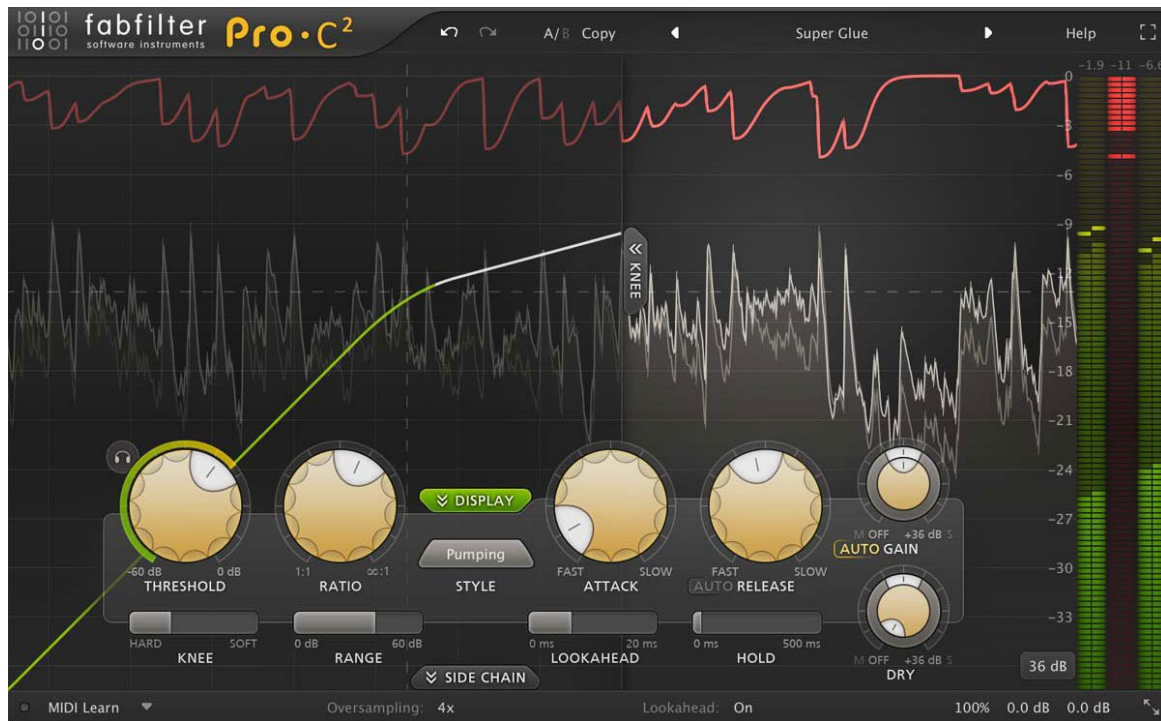 fabfilter
software instruments
Pro·C²
A/B Copy
Super Glue
Help
-1.9 -11 -6.6
0
-3
-6
-9
-12
-15
-18
-21
-24
-27
-30
-33
KNEE
DISPLAY
-60 dB 0 dB
THRESHOLD
1:1 ∞:1
RATIO
Pumping
STYLE
FAST SLOW
ATTACK
FAST SLOW
AUTO RELEASE
M OFF +36 dB S
AUTO GAIN
HARD SOFT
KNEE
0 dB 60 dB
RANGE
0 ms 20 ms
LOOKAHEAD
0 ms 500 ms
HOLD
M OFF +36 dB S
DRY
36 dB
SIDE CHAIN
MIDI Learn
Oversampling: 4x
Lookahead: On
100% 0.0 dB 0.0 dB